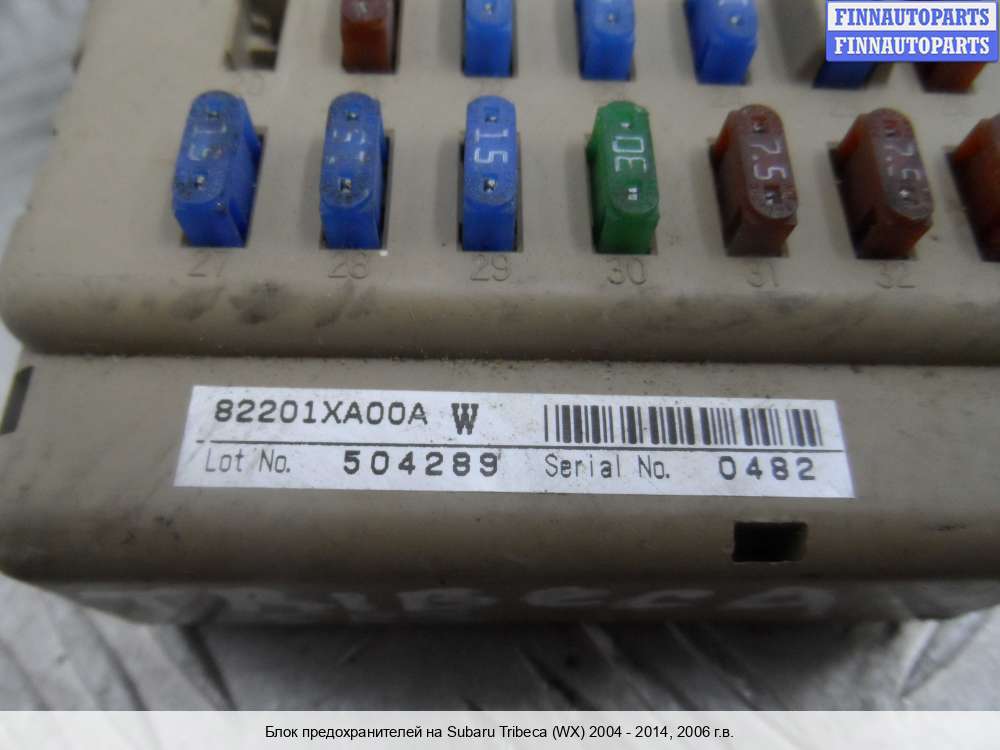 FINNAUTOPARTS
FINNAUTOPARTS
15 15 15 30 7.5 7.5
27 28 29 30 31 32
82201XA00A W
Lot No. 504289 Serial No. 0482
TRIBECA
Блок предохранителей на Subaru Tribeca (WX) 2004 - 2014, 2006 г.в.